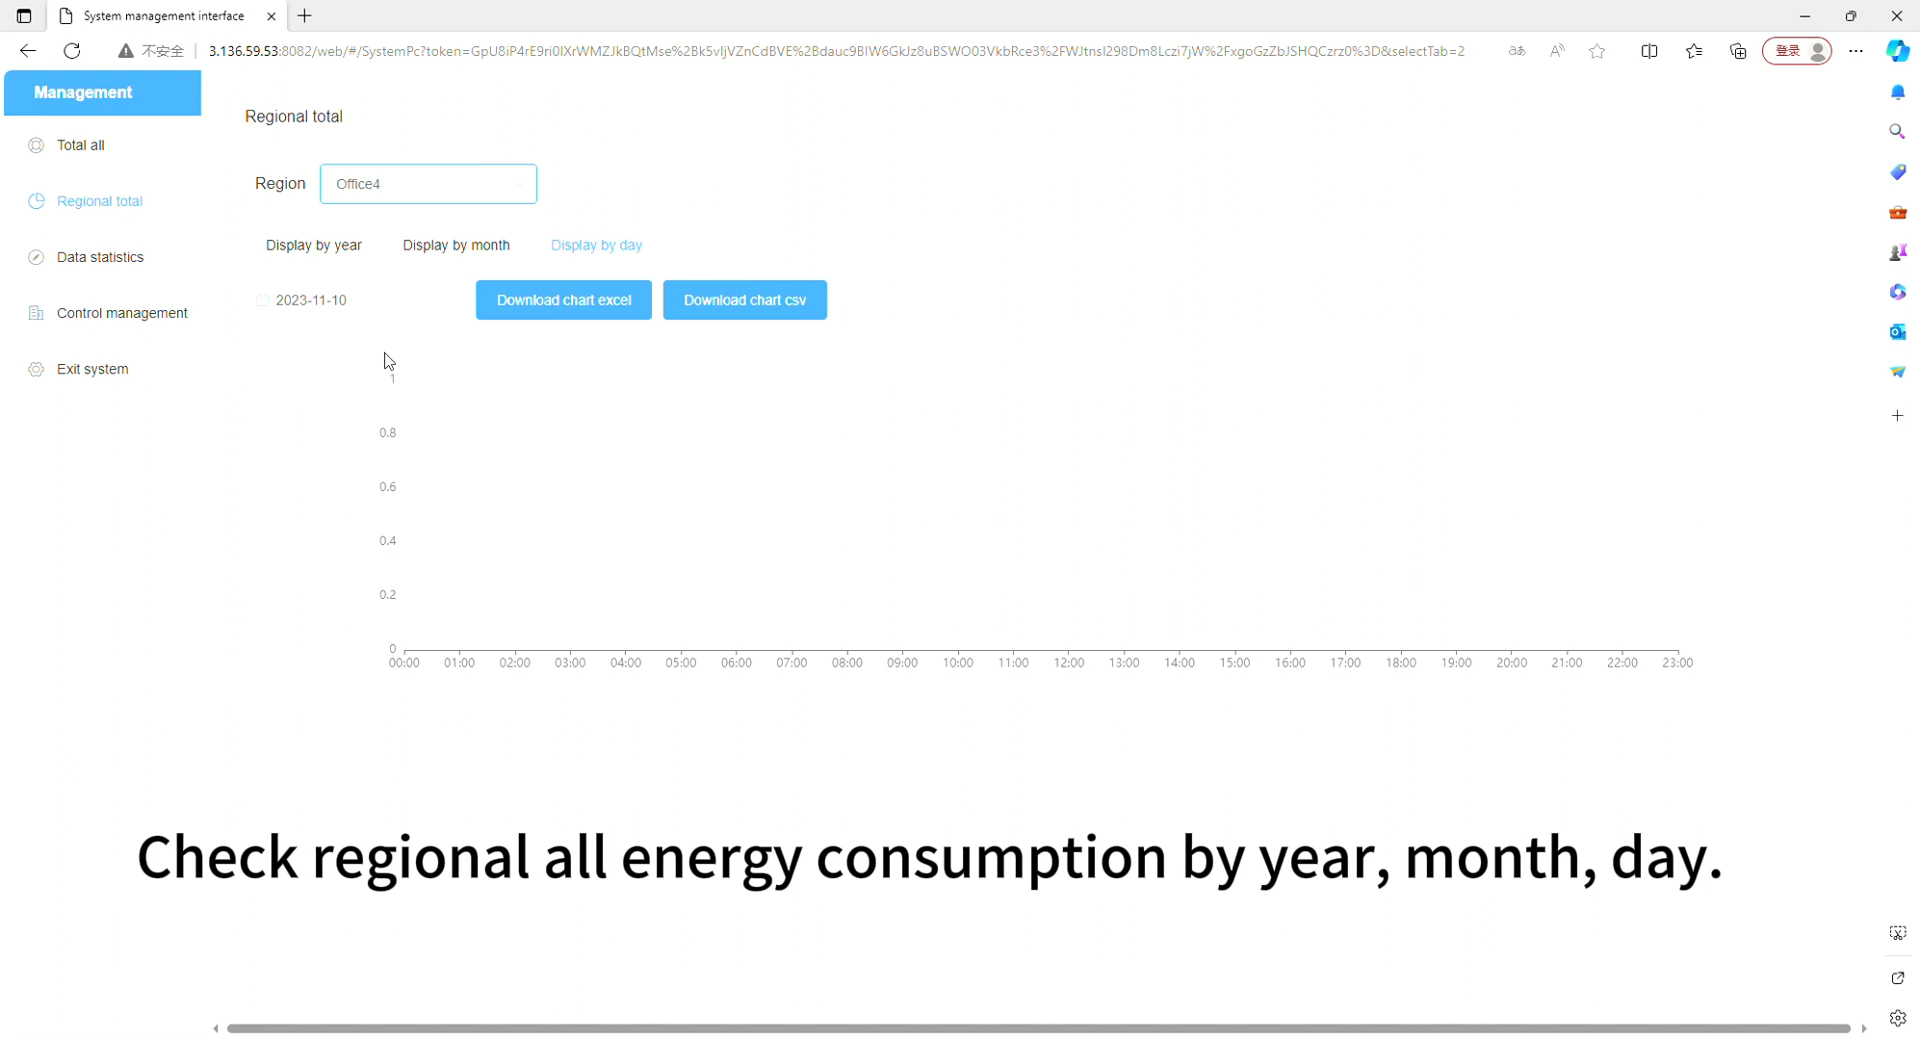 System management interface
不安全
3.136.59.53:8082/web/#/SystemPc?token=GpU8iP4rE9ri0IXrWMZJkBQtMse%2Bk5vIjVZnCdBVE%2Bdauc9BIW6GkJz8uBSWO03VkbRce3%2FWJtnsI298Dm8Lczi7jW%2FxgoGzZbJSHQCzrz0%3D&selectTab=2
登录
Management
Total all
Regional total
Data statistics
Control management
Exit system
Regional total
Region
Office4
Display by year
Display by month
Display by day
2023-11-10
Download chart excel
Download chart csv
1
0.8
0.6
0.4
0.2
0
00:00 01:00 02:00 03:00 04:00 05:00 06:00 07:00 08:00 09:00 10:00 11:00 12:00 13:00 14:00 15:00 16:00 17:00 18:00 19:00 20:00 21:00 22:00 23:00
Check regional all energy consumption by year, month, day.